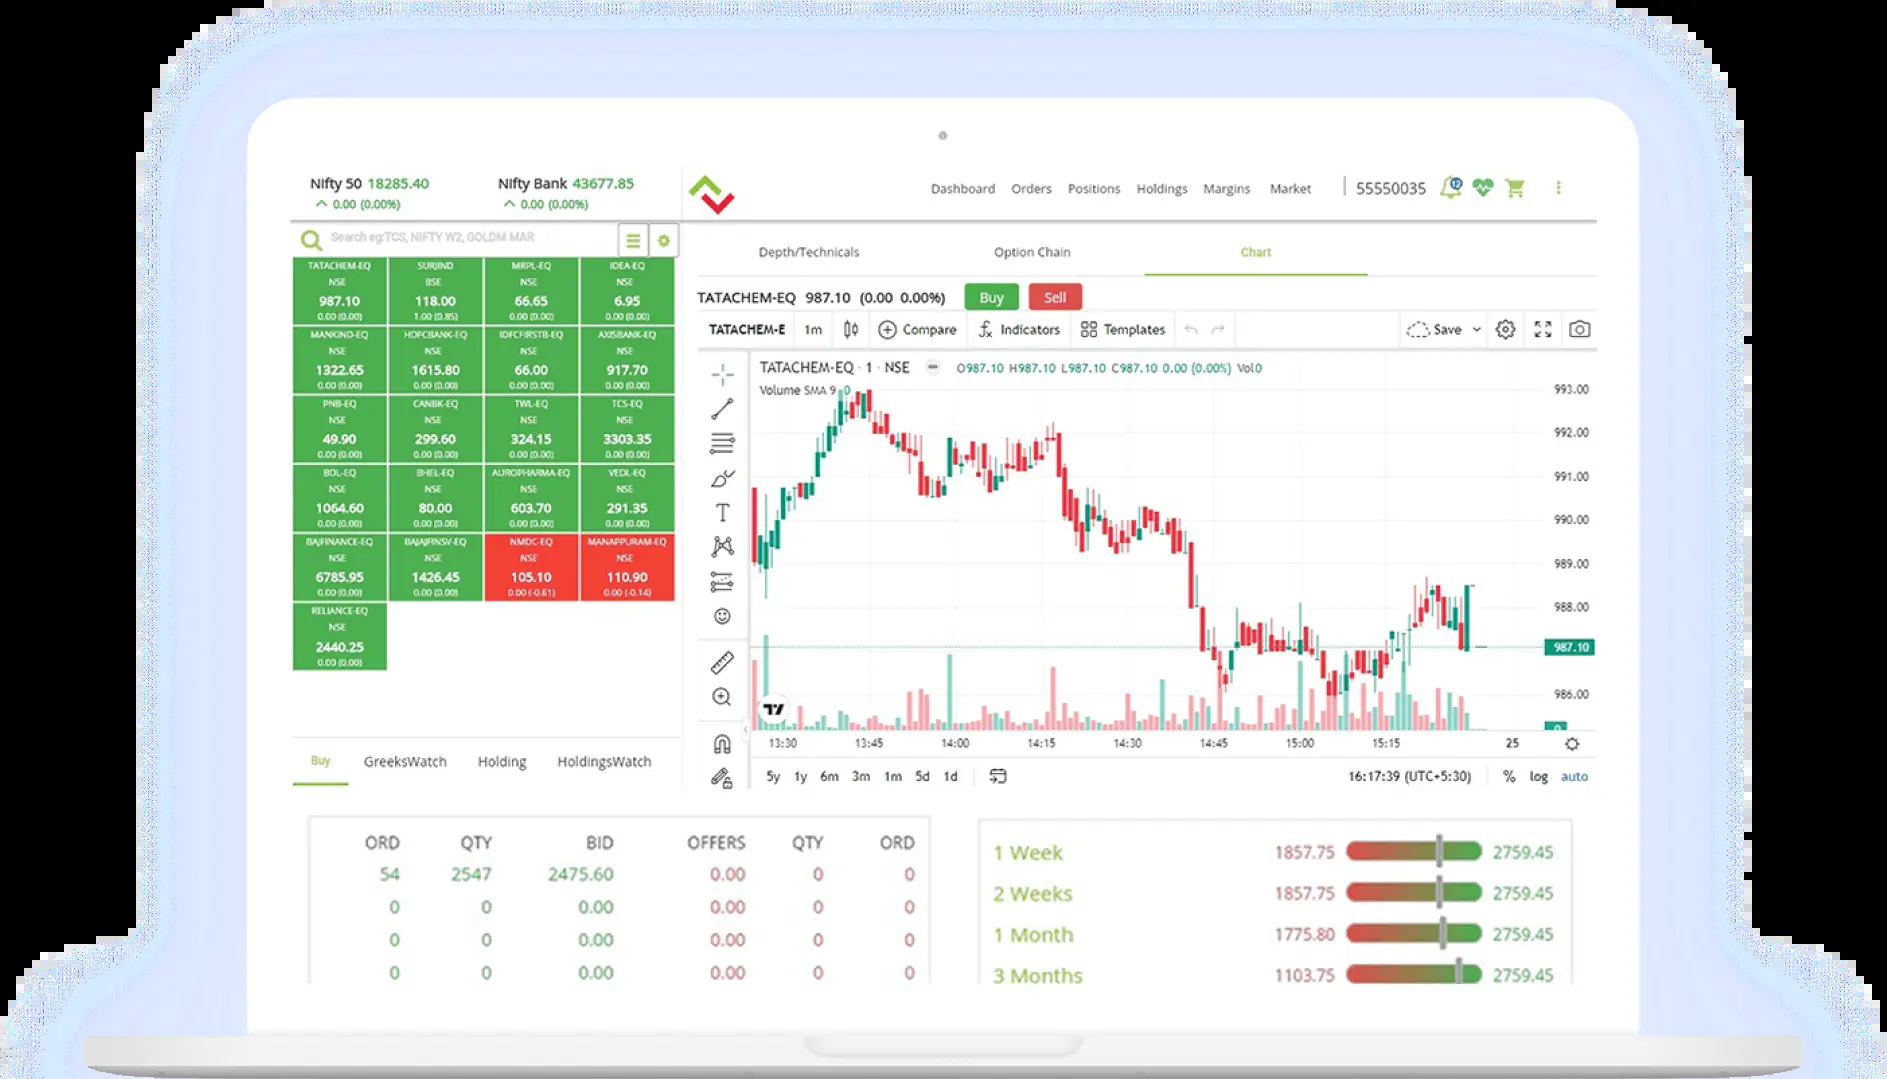 Nifty 50 18285.40
0.00 (0.00%)
Nifty Bank 43677.85
0.00 (0.00%)
Dashboard Orders Positions Holdings Margins Market 55550035
Search eg:TCS, NIFTY W2, GOLDM MAR
TATACHEM-EQ SURJIND MRPL-EQ IDEA-EQ
NSE BSE NSE NSE
987.10 118.00 66.65 6.95
0.00 (0.00) 1.00 (0.85) 0.00 (0.00) 0.00 (0.00)
MANKIND-EQ HDFCBANK-EQ IDFCFIRSTB-EQ AXISBANK-EQ
NSE NSE NSE NSE
1322.65 1615.80 66.00 917.70
0.00 (0.00) 0.00 (0.00) 0.00 (0.00) 0.00 (0.00)
PNB-EQ CANBK-EQ TWL-EQ TCS-EQ
NSE NSE NSE NSE
49.90 299.60 324.15 3303.35
0.00 (0.00) 0.00 (0.00) 0.00 (0.00) 0.00 (0.00)
BDL-EQ BHEL-EQ AUROPHARMA-EQ VEDL-EQ
NSE NSE NSE NSE
1064.60 80.00 603.70 291.35
0.00 (0.00) 0.00 (0.00) 0.00 (0.00) 0.00 (0.00)
BAJFINANCE-EQ BAJAJFINSV-EQ NMDC-EQ MANAPPURAM-EQ
NSE NSE NSE NSE
6785.95 1426.45 105.10 110.90
0.00 (0.00) 0.00 (0.00) 0.00 (-0.61) 0.00 (-0.14)
RELIANCE-EQ
NSE
2440.25
0.00 (0.00)
Buy GreeksWatch Holding HoldingsWatch
Depth/Technicals Option Chain Chart
TATACHEM-EQ 987.10 (0.00 0.00%) Buy Sell
TATACHEM-E 1m Compare Indicators Templates Save
TATACHEM-EQ · 1 · NSE O987.10 H987.10 L987.10 C987.10 0.00 (0.00%) Vol0
Volume SMA 9 0
993.00
992.00
991.00
990.00
989.00
988.00
987.10
986.00
0
13:30 13:45 14:00 14:15 14:30 14:45 15:00 15:15 25
5y 1y 6m 3m 1m 5d 1d 16:17:39 (UTC+5:30) % log auto
ORD QTY BID OFFERS QTY ORD
54 2547 2475.60 0.00 0 0
0 0 0.00 0.00 0 0
0 0 0.00 0.00 0 0
0 0 0.00 0.00 0 0
1 Week 1857.75 2759.45
2 Weeks 1857.75 2759.45
1 Month 1775.80 2759.45
3 Months 1103.75 2759.45